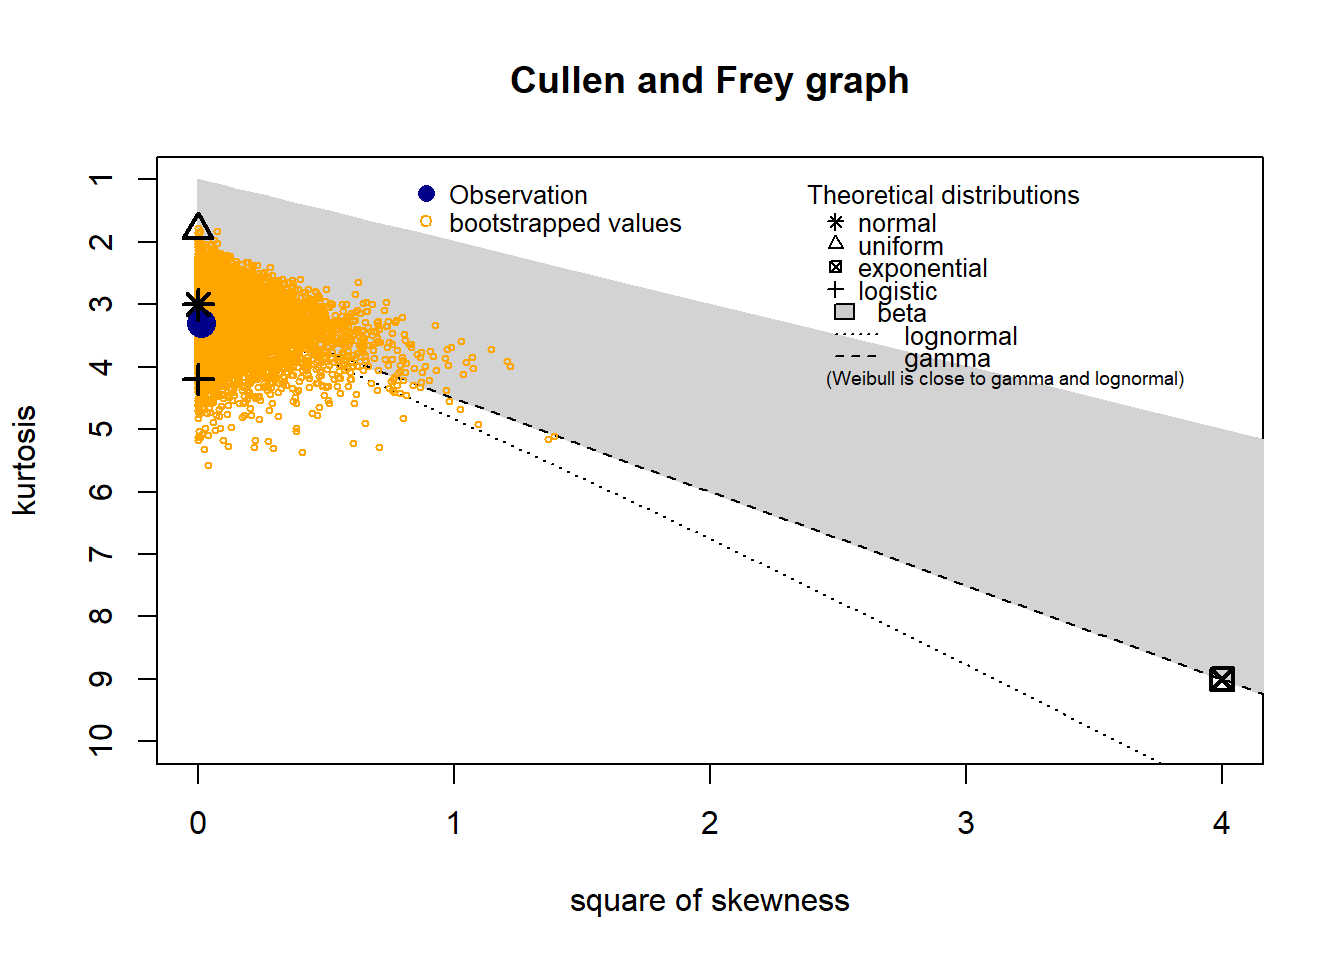 Cullen and Frey graph
Observation
bootstrapped values
Theoretical distributions
normal
uniform
exponential
logistic
beta
lognormal
gamma
(Weibull is close to gamma and lognormal)
kurtosis
1
2
3
4
5
6
7
8
9
10
0 1 2 3 4
square of skewness